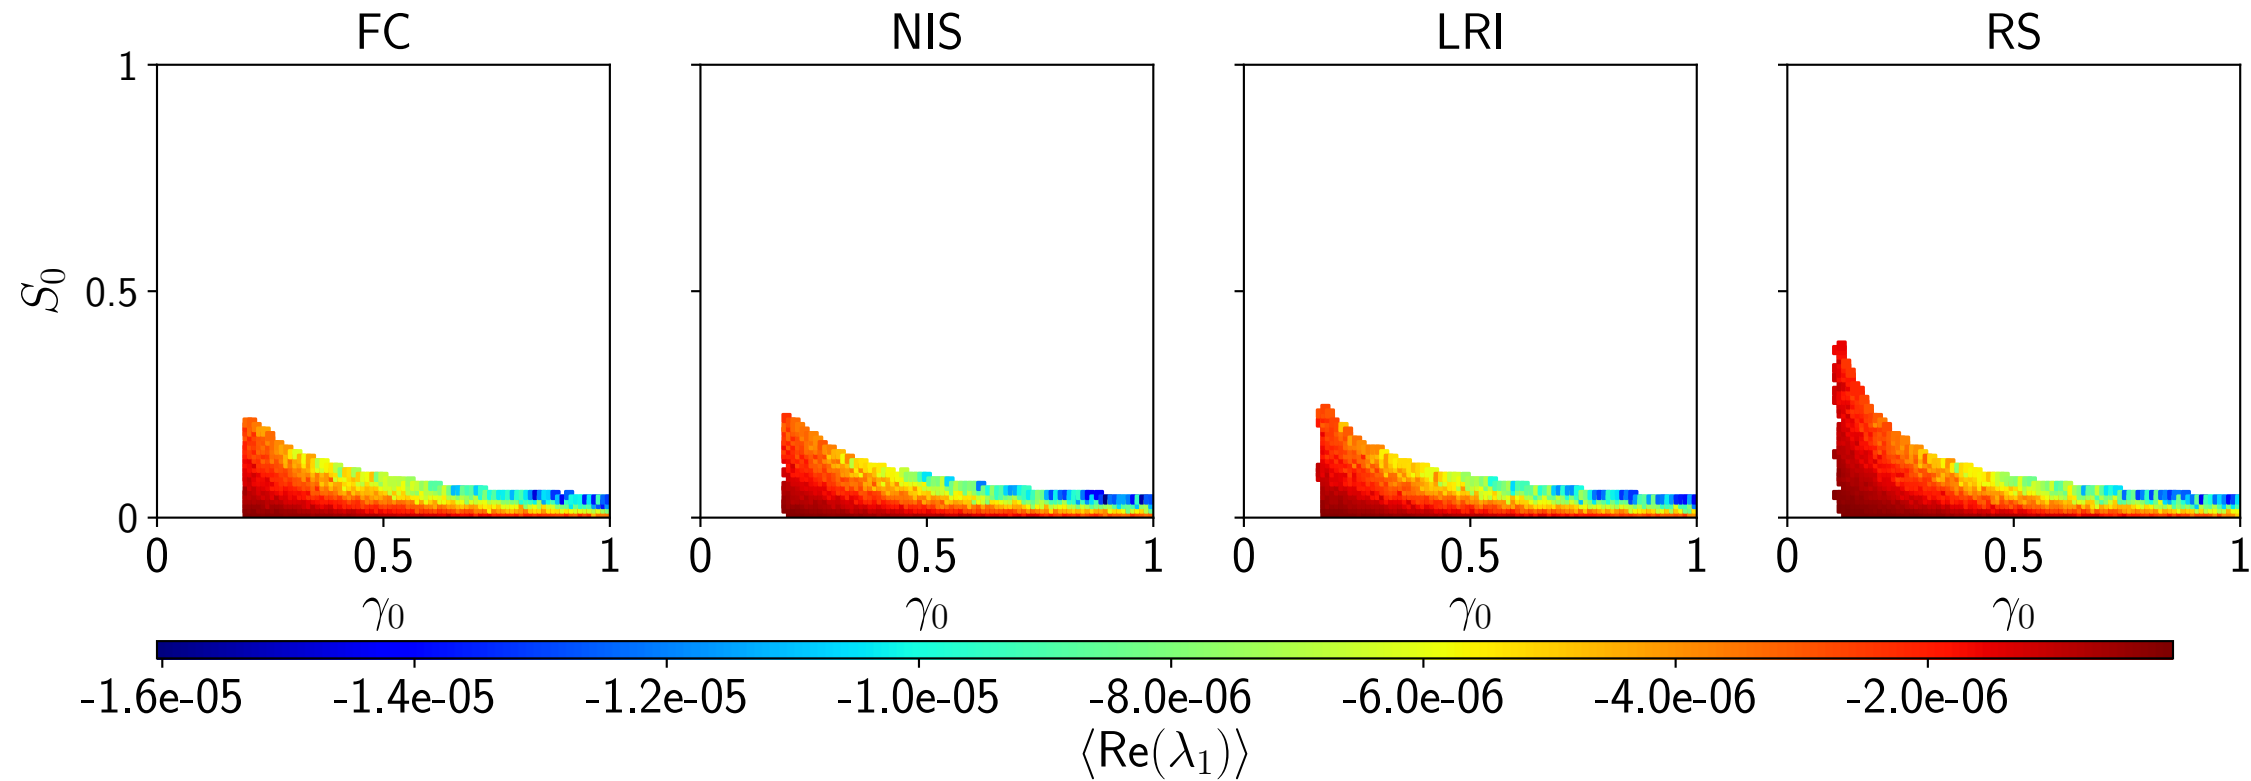 FC NIS LRI RS
1
S₀ 0.5
0
0 0.5 1 0 0.5 1 0 0.5 1 0 0.5 1
γ₀ γ₀ γ₀ γ₀
-1.6e-05 -1.4e-05 -1.2e-05 -1.0e-05 -8.0e-06 -6.0e-06 -4.0e-06 -2.0e-06
⟨Re(λ₁)⟩